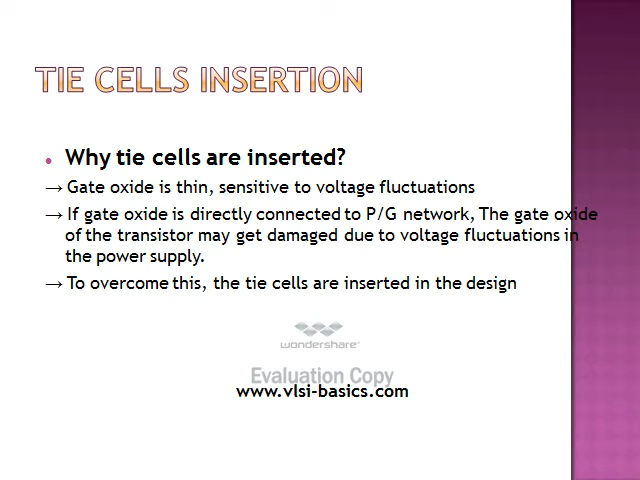 TIE CELLS INSERTION
• Why tie cells are inserted?
→ Gate oxide is thin, sensitive to voltage fluctuations
→ If gate oxide is directly connected to P/G network, The gate oxide
of the transistor may get damaged due to voltage fluctuations in
the power supply.
→ To overcome this, the tie cells are inserted in the design
wondershare
Evaluation Copy
www.vlsi-basics.com